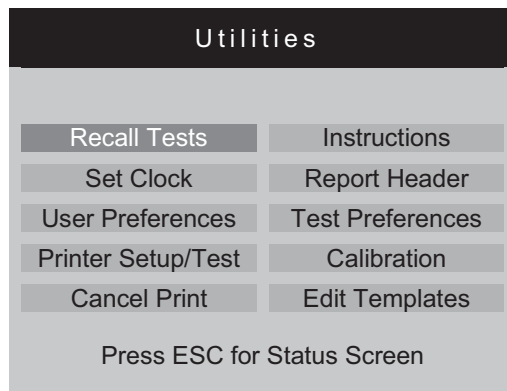 Utilities
Recall Tests Instructions
Set Clock Report Header
User Preferences Test Preferences
Printer Setup/Test Calibration
Cancel Print Edit Templates
Press ESC for Status Screen